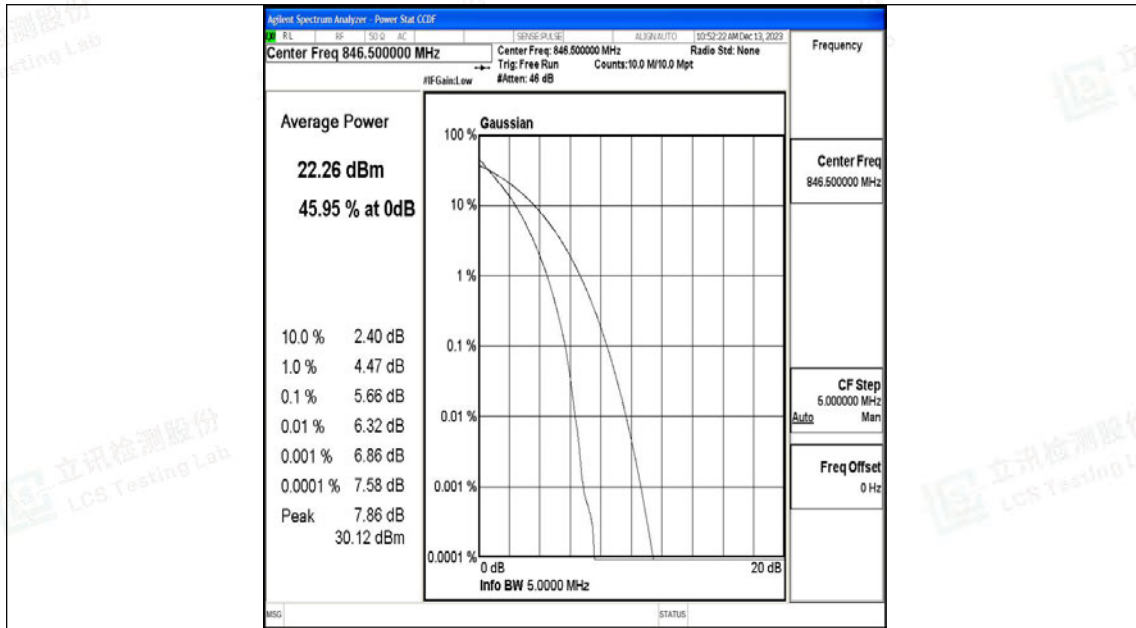 Agilent Spectrum Analyzer - Power Stat CCDF
RL RF 50 Ω AC SENSE:PULSE ALIGN AUTO 10:52:22 AM Dec 13, 2023
Center Freq 846.500000 MHz
Center Freq: 846.500000 MHz Radio Std: None
Trig: Free Run Counts:10.0 M/10.0 Mpt
#IFGain:Low #Atten: 46 dB
Frequency
Average Power
22.26 dBm
45.95 % at 0dB
10.0 % 2.40 dB
1.0 % 4.47 dB
0.1 % 5.66 dB
0.01 % 6.32 dB
0.001 % 6.86 dB
0.0001 % 7.58 dB
Peak 7.86 dB
30.12 dBm
Gaussian
100 %
10 %
1 %
0.1 %
0.01 %
0.001 %
0.0001 %
0 dB 20 dB
Info BW 5.0000 MHz
Center Freq
846.500000 MHz
CF Step
5.000000 MHz
Auto Man
Freq Offset
0 Hz
MSG STATUS
立讯检测股份
LCS Testing Lab